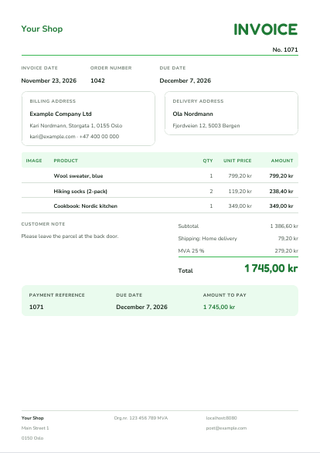 Your Shop
INVOICE
No. 1071
INVOICE DATE ORDER NUMBER DUE DATE
November 23, 2026 1042 December 7, 2026
BILLING ADDRESS
Example Company Ltd
Kari Nordmann, Storgata 1, 0155 Oslo
kari@example.com · +47 400 00 000
DELIVERY ADDRESS
Ola Nordmann
Fjordveien 12, 5003 Bergen
IMAGE PRODUCT QTY UNIT PRICE AMOUNT
Wool sweater, blue 1 799,20 kr 799,20 kr
Hiking socks (2-pack) 2 119,20 kr 238,40 kr
Cookbook: Nordic kitchen 1 349,00 kr 349,00 kr
CUSTOMER NOTE
Please leave the parcel at the back door.
Subtotal 1 386,60 kr
Shipping: Home delivery 79,20 kr
MVA 25 % 279,20 kr
Total 1 745,00 kr
PAYMENT REFERENCE DUE DATE AMOUNT TO PAY
1071 December 7, 2026 1 745,00 kr
Your Shop
Main Street 1
0150 Oslo
Org.nr. 123 456 789 MVA
localhost:8080
post@example.com